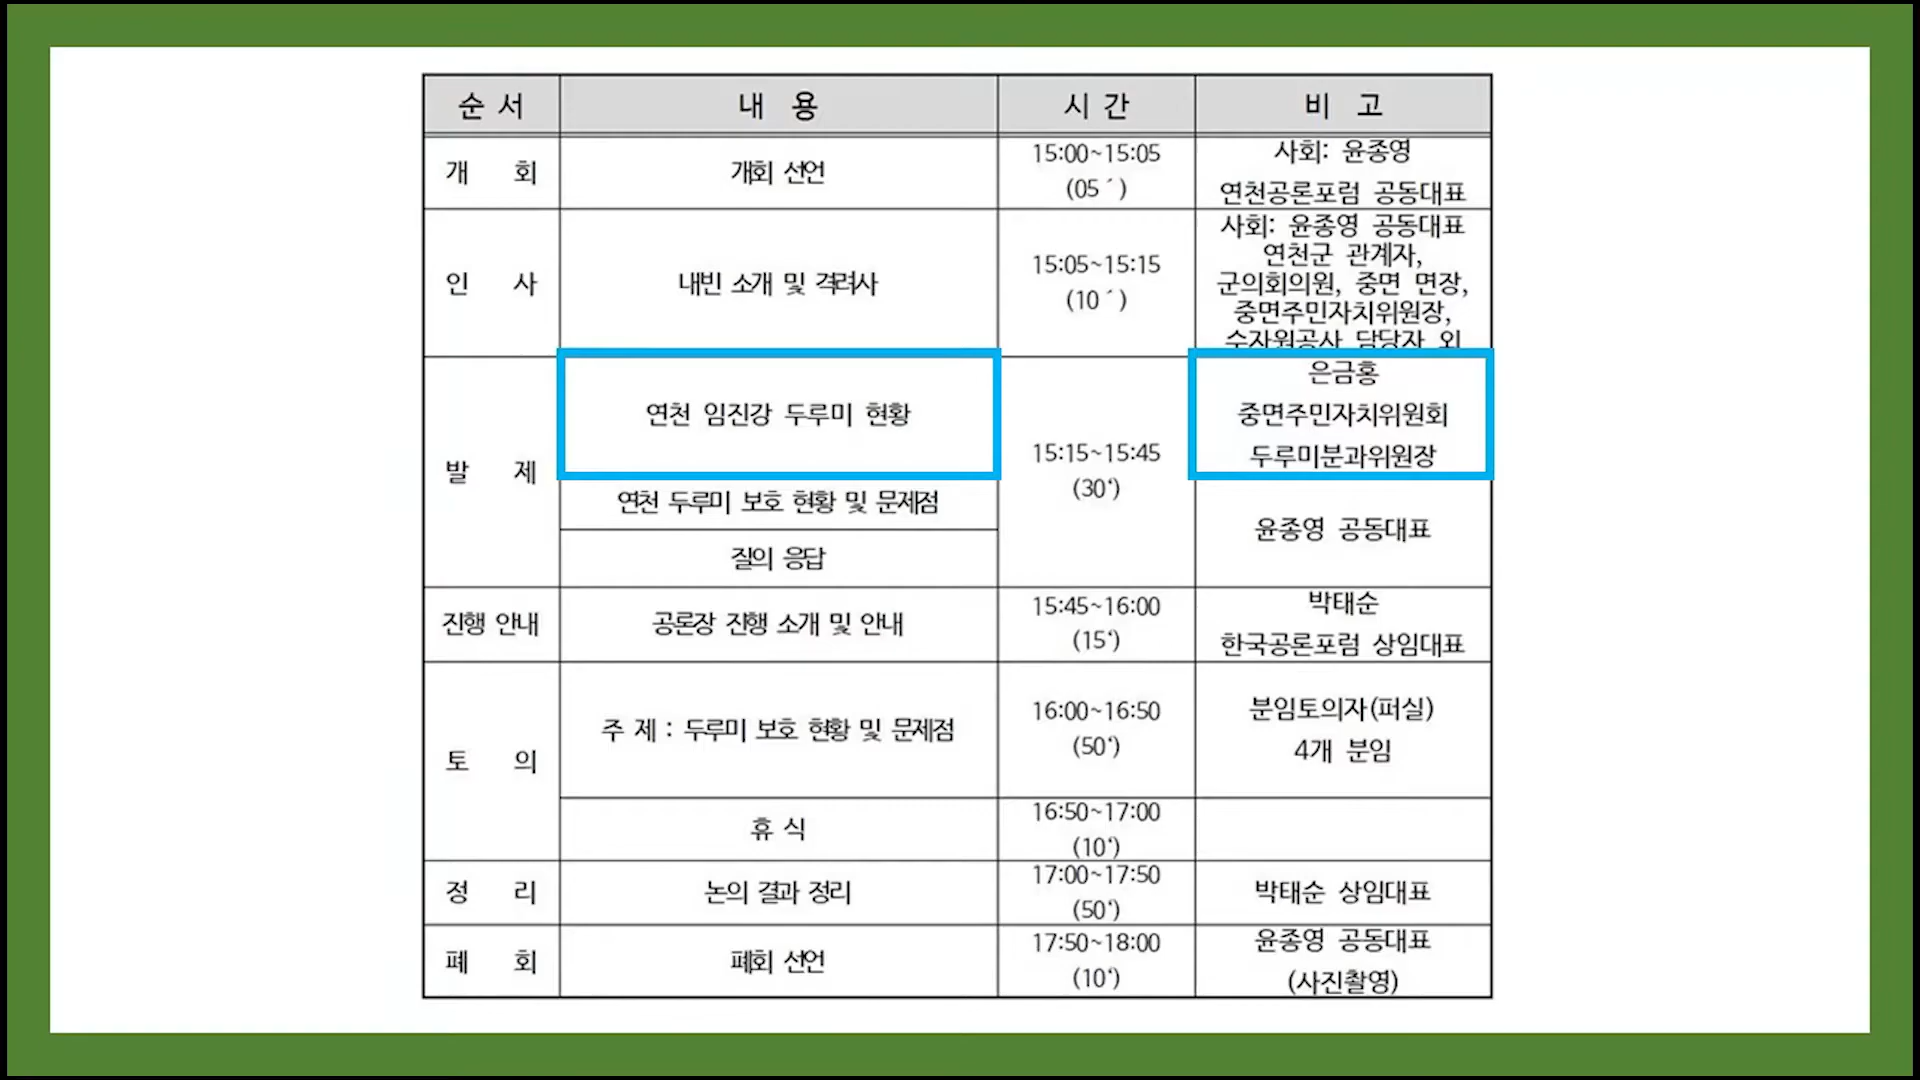 순 서 내 용 시 간 비 고
개 회 개회 선언 15:00~15:05
(05´) 사회: 윤종영
연천공론포럼 공동대표
인 사 내빈 소개 및 격려사 15:05~15:15
(10´) 사회: 윤종영 공동대표
연천군 관계자,
군의회의원, 중면 면장,
중면주민자치위원장,
수자원공사 담당자 외
발 제 연천 임진강 두루미 현황 15:15~15:45
(30‘) 은금홍
중면주민자치위원회
두루미분과위원장
연천 두루미 보호 현황 및 문제점
질의 응답
윤종영 공동대표
진행 안내 공론장 진행 소개 및 안내 15:45~16:00
(15‘) 박태순
한국공론포럼 상임대표
토 의 주 제 : 두루미 보호 현황 및 문제점 16:00~16:50
(50‘) 분임토의자(퍼실)
4개 분임
휴 식 16:50~17:00
(10‘)
정 리 논의 결과 정리 17:00~17:50
(50‘) 박태순 상임대표
폐 회 폐회 선언 17:50~18:00
(10‘) 윤종영 공동대표
(사진촬영)